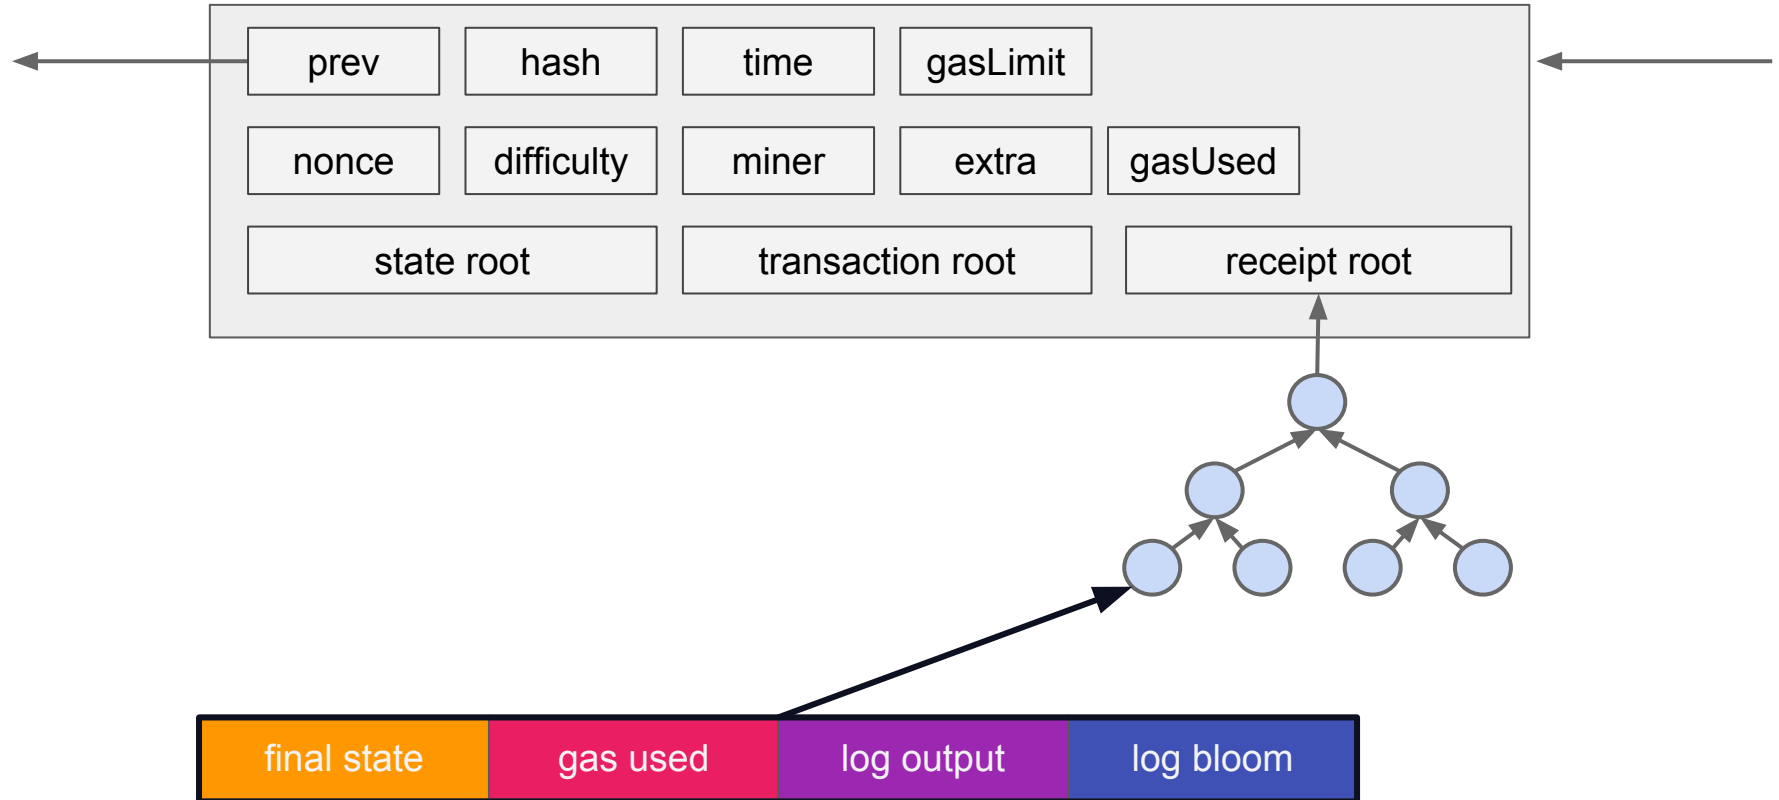 prev hash time gasLimit
nonce difficulty miner extra gasUsed
state root transaction root receipt root
final state gas used log output log bloom